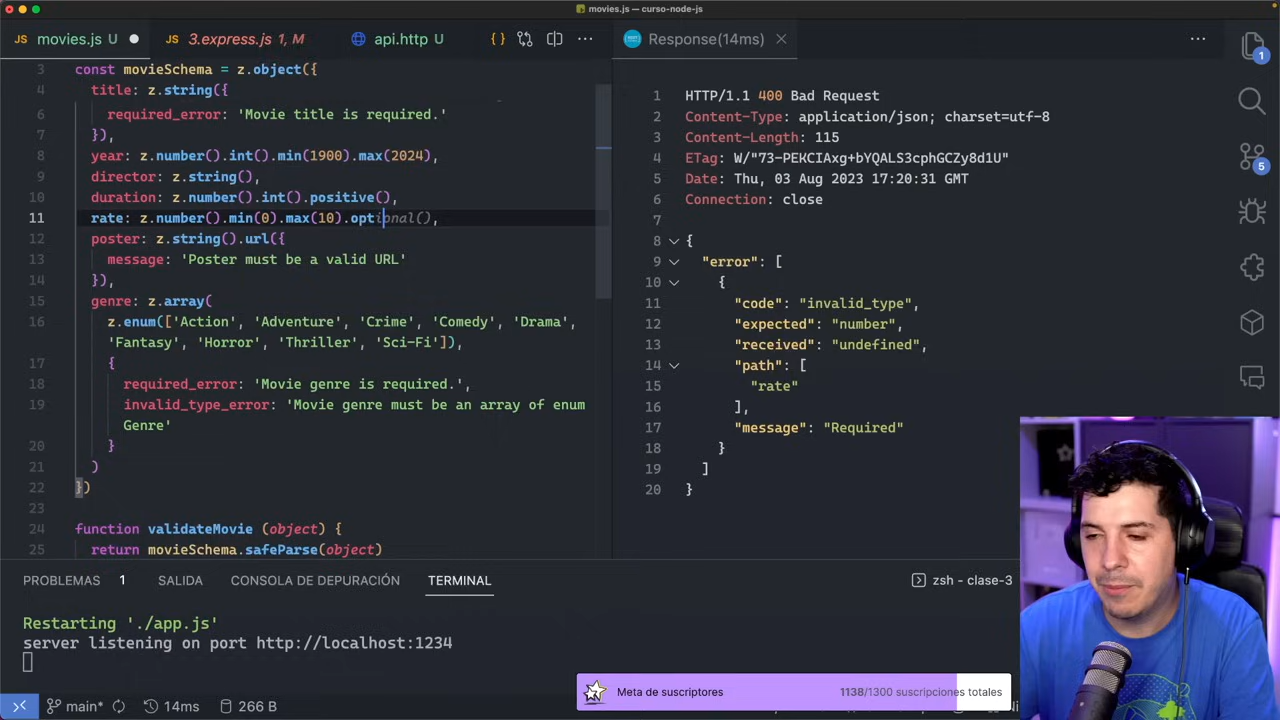 movies.js — curso-node-js
JS movies.js U
JS 3.express.js 1, M
api.http U
Response(14ms)
3 const movieSchema = z.object({
4 title: z.string({
6 required_error: 'Movie title is required.'
7 }),
8 year: z.number().int().min(1900).max(2024),
9 director: z.string(),
10 duration: z.number().int().positive(),
11 rate: z.number().min(0).max(10).optional(),
12 poster: z.string().url({
13 message: 'Poster must be a valid URL'
14 }),
15 genre: z.array(
16 z.enum(['Action', 'Adventure', 'Crime', 'Comedy', 'Drama',
'Fantasy', 'Horror', 'Thriller', 'Sci-Fi']),
17 {
18 required_error: 'Movie genre is required.',
19 invalid_type_error: 'Movie genre must be an array of enum
Genre'
20 }
21 )
22 })
23
24 function validateMovie (object) {
25 return movieSchema.safeParse(object)
1 HTTP/1.1 400 Bad Request
2 Content-Type: application/json; charset=utf-8
3 Content-Length: 115
4 ETag: W/"73-PEKCIAxg+bYQALS3cphGCZy8d1U"
5 Date: Thu, 03 Aug 2023 17:20:31 GMT
6 Connection: close
7
8 {
9 "error": [
10 {
11 "code": "invalid_type",
12 "expected": "number",
13 "received": "undefined",
14 "path": [
15 "rate"
16 ],
17 "message": "Required"
18 }
19 ]
20 }
1
5
PROBLEMAS 1
SALIDA
CONSOLA DE DEPURACIÓN
TERMINAL
zsh - clase-3
Restarting './app.js'
server listening on port http://localhost:1234
Meta de suscriptores
1138/1300 suscripciones totales
main*
14ms
266 B